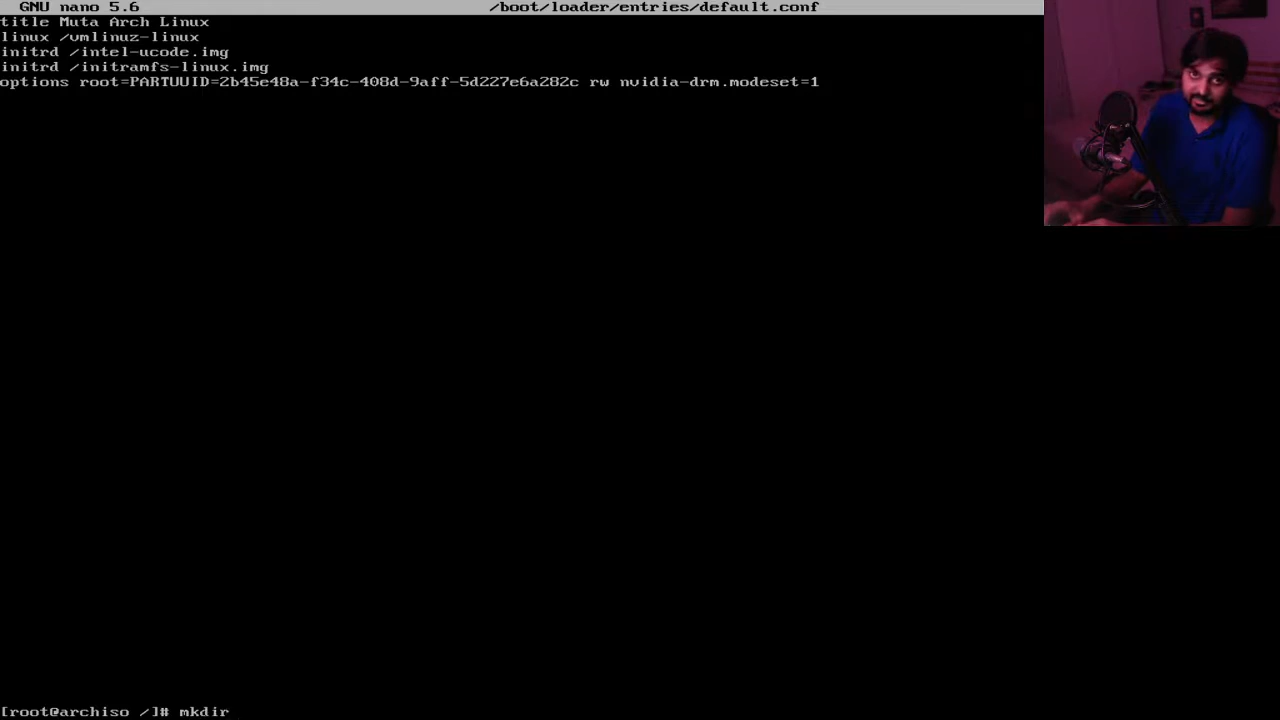 GNU nano 5.6 /boot/loader/entries/default.conf
title Muta Arch Linux
linux /vmlinuz-linux
initrd /intel-ucode.img
initrd /initramfs-linux.img
options root=PARTUUID=2b45e48a-f34c-408d-9aff-5d227e6a282c rw nvidia-drm.modeset=1
[root@archiso /]# mkdir